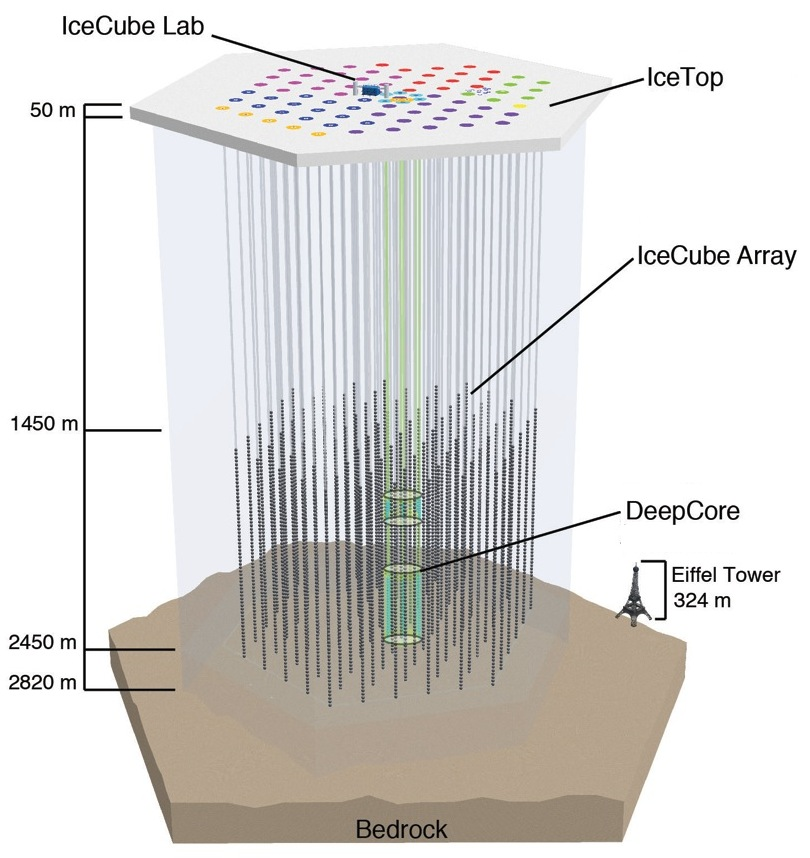 IceCube Lab
IceTop
50 m
IceCube Array
1450 m
DeepCore
Eiffel Tower
324 m
2450 m
2820 m
Bedrock